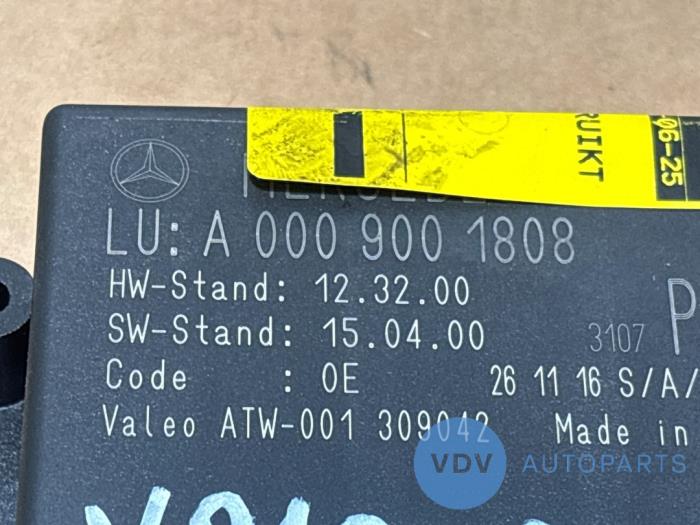 MERCEDE
LU: A 000 900 1808
HW-Stand: 12.32.00
SW-Stand: 15.04.00
3107 P
Code : 0E 26 11 16 S/A/
Valeo ATW-001 309042 Made in
RUIKT
06-25
VDV AUTOPARTS